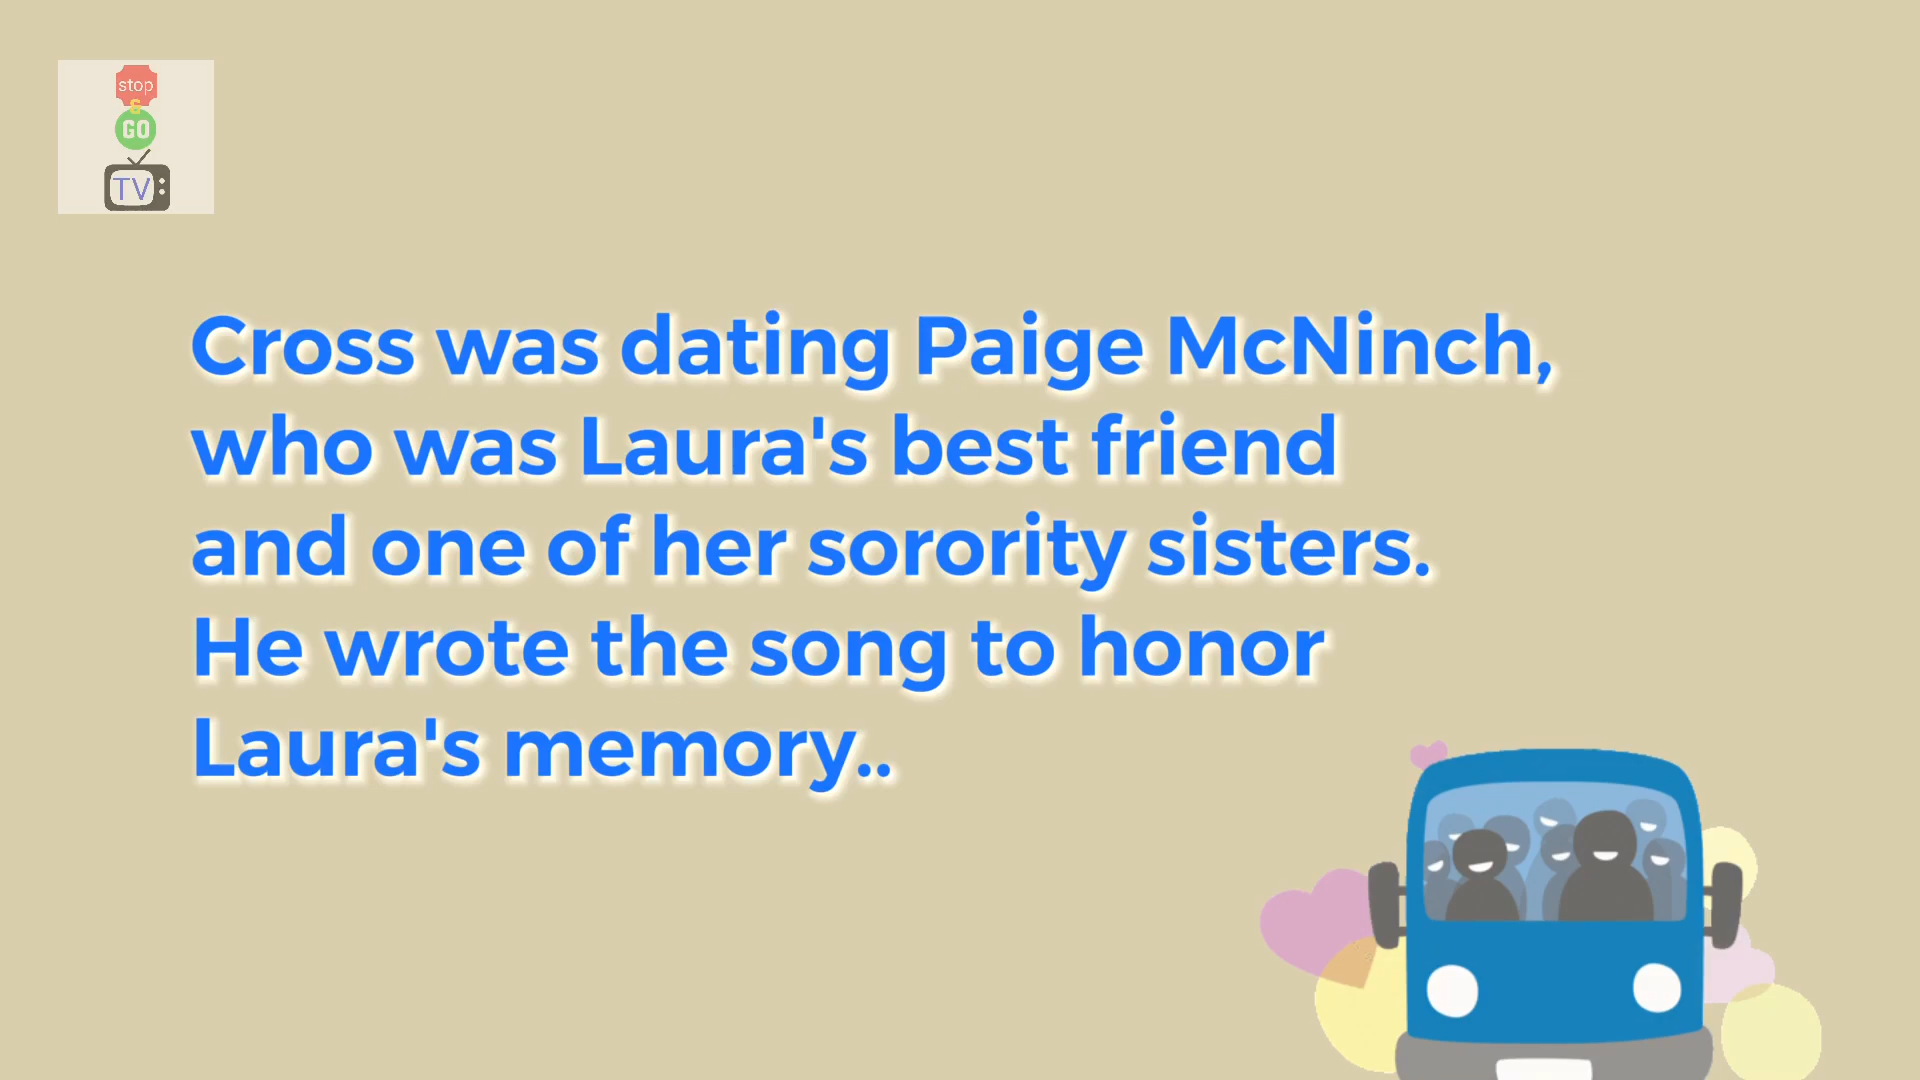 stop
&
GO
TV
Cross was dating Paige McNinch,
who was Laura's best friend
and one of her sorority sisters.
He wrote the song to honor
Laura's memory..